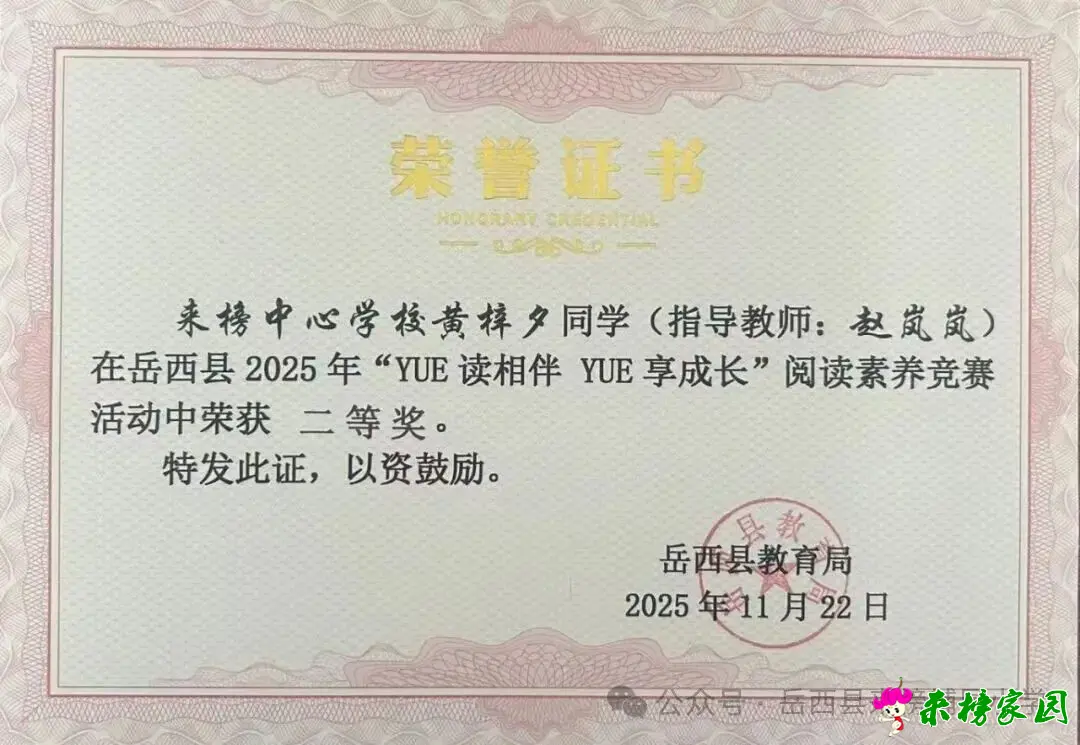 荣誉证书
HONORARY CREDENTIAL
来榜中心学校黄梓夕同学（指导教师：赵岚岚）
在岳西县2025年“YUE读相伴 YUE享成长”阅读素养竞赛
活动中荣获 二等奖。
特发此证，以资鼓励。
岳西县教育局
2025年11月22日
公众号·岳西县
来榜家园